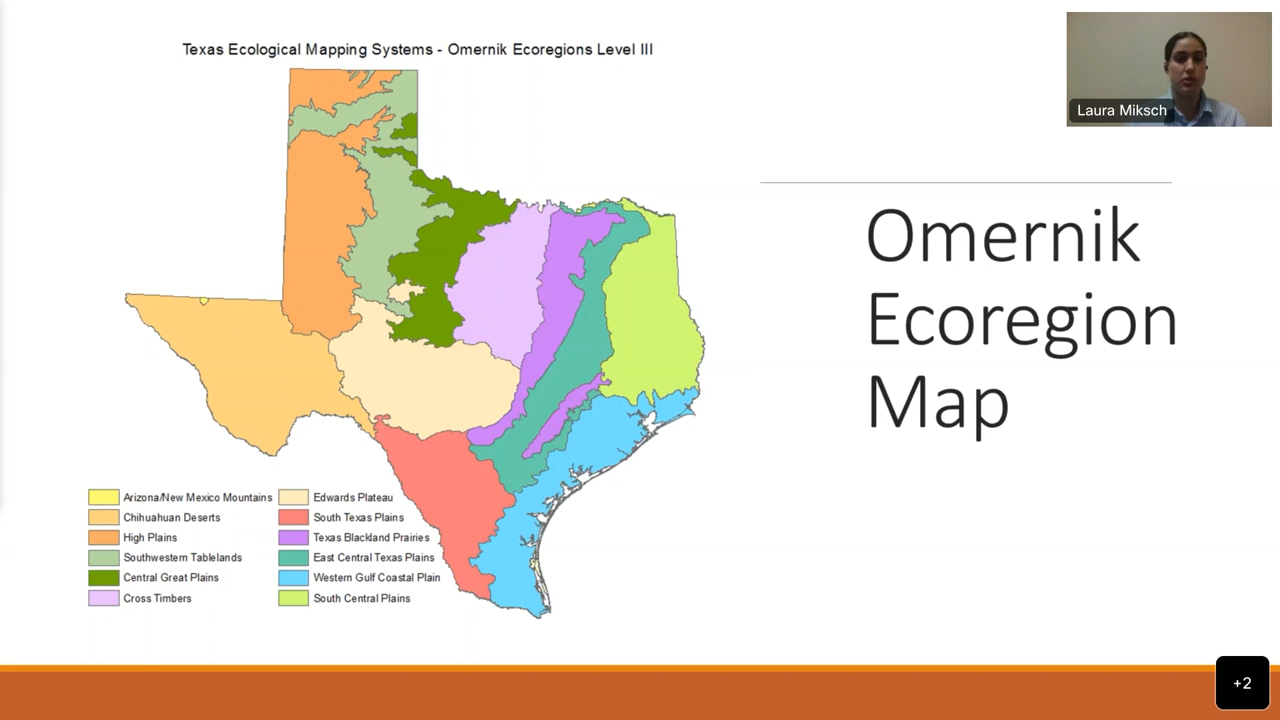 Texas Ecological Mapping Systems - Omernik Ecoregions Level III
Laura Miksch
Omernik
Ecoregion
Map
Arizona/New Mexico Mountains
Chihuahuan Deserts
High Plains
Southwestern Tablelands
Central Great Plains
Cross Timbers
Edwards Plateau
South Texas Plains
Texas Blackland Prairies
East Central Texas Plains
Western Gulf Coastal Plain
South Central Plains
+2